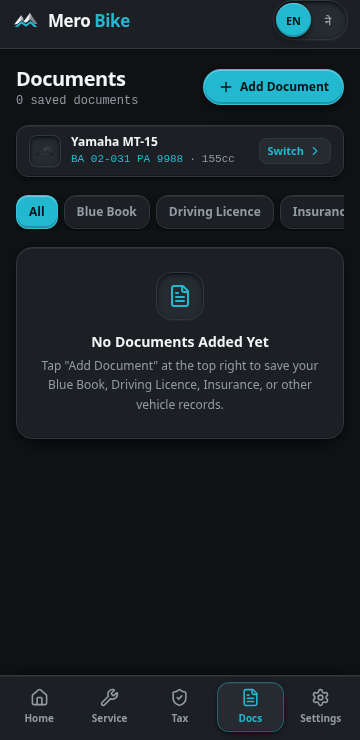 Mero Bike
EN
ने
Documents
0 saved documents
Add Document
Yamaha MT-15
BA 02-031 PA 9988 · 155cc
Switch
All
Blue Book
Driving Licence
Insuranc
No Documents Added Yet
Tap "Add Document" at the top right to save your
Blue Book, Driving Licence, Insurance, or other
vehicle records.
Home
Service
Tax
Docs
Settings